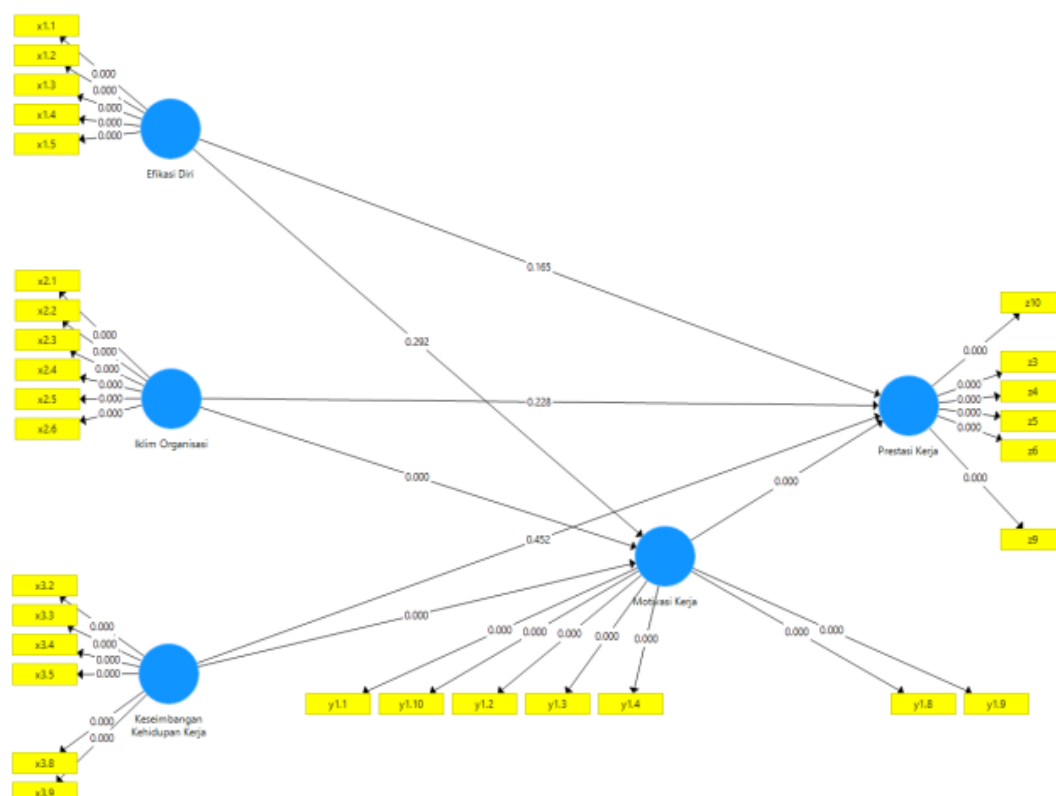 x1.1
x1.2
x1.3
x1.4
x1.5
0.000
0.000
0.000
0.000
0.000
Efikasi Diri
0.165
0.292
x2.1
x2.2
x2.3
x2.4
x2.5
x2.6
0.000
0.000
0.000
0.000
0.000
0.000
Iklim Organisasi
0.228
0.000
z10
z3
z4
z5
z6
z9
0.000
0.000
0.000
0.000
0.000
0.000
Prestasi Kerja
0.000
0.452
0.000
Motivasi Kerja
x3.2
x3.3
x3.4
x3.5
x3.8
x3.9
0.000
0.000
0.000
0.000
0.000
0.000
Keseimbangan
Kehidupan Kerja
0.000
0.000
0.000
0.000
0.000
0.000
0.000
y1.1
y1.10
y1.2
y1.3
y1.4
y1.8
y1.9